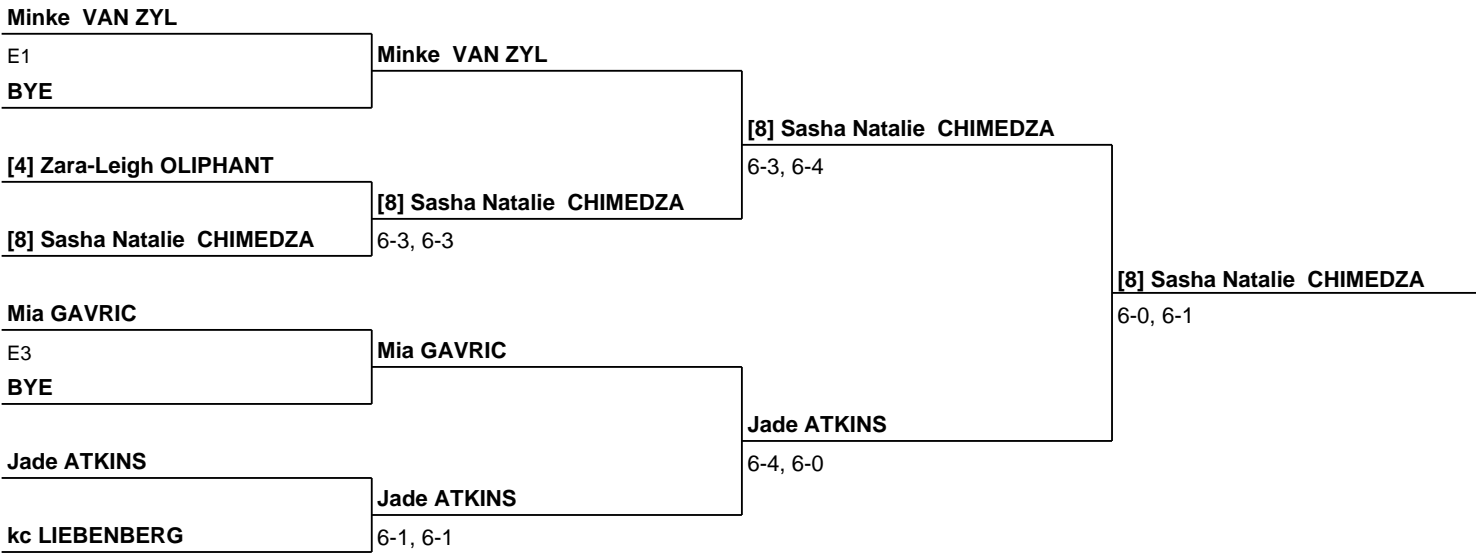 Minke VAN ZYL
E1
BYE
[4] Zara-Leigh OLIPHANT
[8] Sasha Natalie CHIMEDZA
Mia GAVRIC
E3
BYE
Jade ATKINS
kc LIEBENBERG
Minke VAN ZYL
[8] Sasha Natalie CHIMEDZA
6-3, 6-3
Mia GAVRIC
Jade ATKINS
6-1, 6-1
[8] Sasha Natalie CHIMEDZA
6-3, 6-4
Jade ATKINS
6-4, 6-0
[8] Sasha Natalie CHIMEDZA
6-0, 6-1